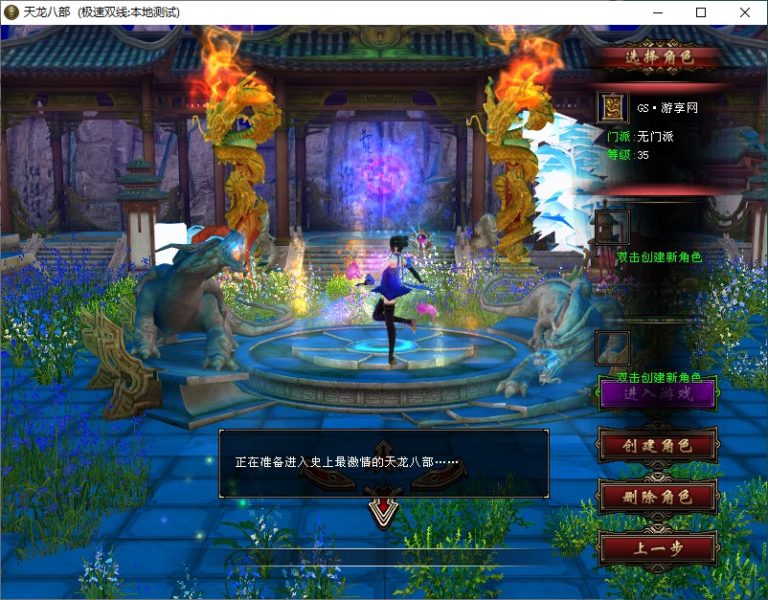 天龙八部 (极速双线:本地测试)
选择角色
GS·游享网
门派:无门派
等级:35
双击创建新角色
双击创建新角色
进入游戏
创建角色
正在准备进入史上最激情的天龙八部……
删除角色
上一步